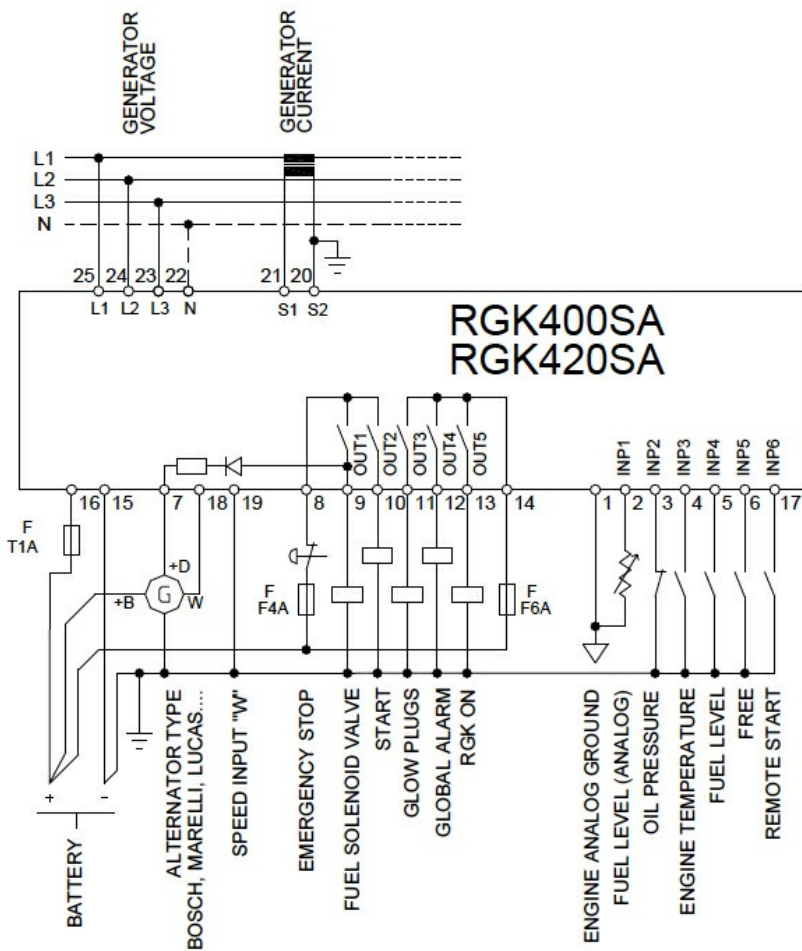 GENERATOR
VOLTAGE
GENERATOR
CURRENT
L1
L2
L3
N
25 24 23 22 21 20
L1 L2 L3 N S1 S2
RGK400SA
RGK420SA
OUT1
OUT2
OUT3
OUT4
OUT5
INP1
INP2
INP3
INP4
INP5
INP6
16 15 7 18 19 8 9 10 11 12 13 14 1 2 3 4 5 6 17
F
T1A
+D
+B
G
W
F
F4A
F
F6A
+ -
BATTERY
ALTERNATOR TYPE
BOSCH, MARELLI, LUCAS....
SPEED INPUT "W"
EMERGENCY STOP
FUEL SOLENOID VALVE
START
GLOW PLUGS
GLOBAL ALARM
RGK ON
ENGINE ANALOG GROUND
FUEL LEVEL (ANALOG)
OIL PRESSURE
ENGINE TEMPERATURE
FUEL LEVEL
FREE
REMOTE START